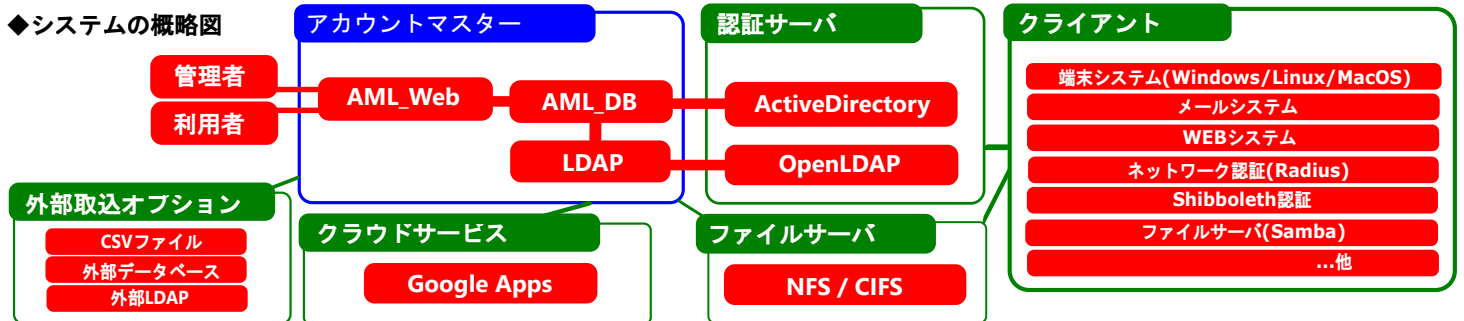 ◆システムの概略図
アカウントマスター
認証サーバ
クライアント
管理者
利用者
AML_Web
AML_DB
LDAP
ActiveDirectory
OpenLDAP
端末システム(Windows/Linux/MacOS)
メールシステム
WEBシステム
ネットワーク認証(Radius)
Shibboleth認証
ファイルサーバ(Samba)
...他
外部取込オプション
CSVファイル
外部データベース
外部LDAP
クラウドサービス
Google Apps
ファイルサーバ
NFS / CIFS